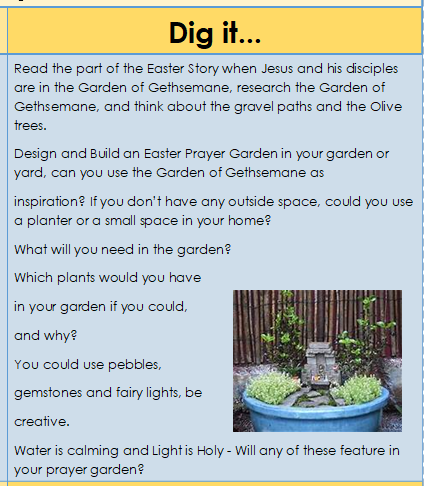 Dig it...
Read the part of the Easter Story when Jesus and his disciples
are in the Garden of Gethsemane, research the Garden of
Gethsemane, and think about the gravel paths and the Olive
trees.
Design and Build an Easter Prayer Garden in your garden or
yard, can you use the Garden of Gethsemane as
inspiration? If you don't have any outside space, could you use
a planter or a small space in your home?
What will you need in the garden?
Which plants would you have
in your garden if you could,
and why?
You could use pebbles,
gemstones and fairy lights, be
creative.
Water is calming and Light is Holy - Will any of these feature in
your prayer garden?